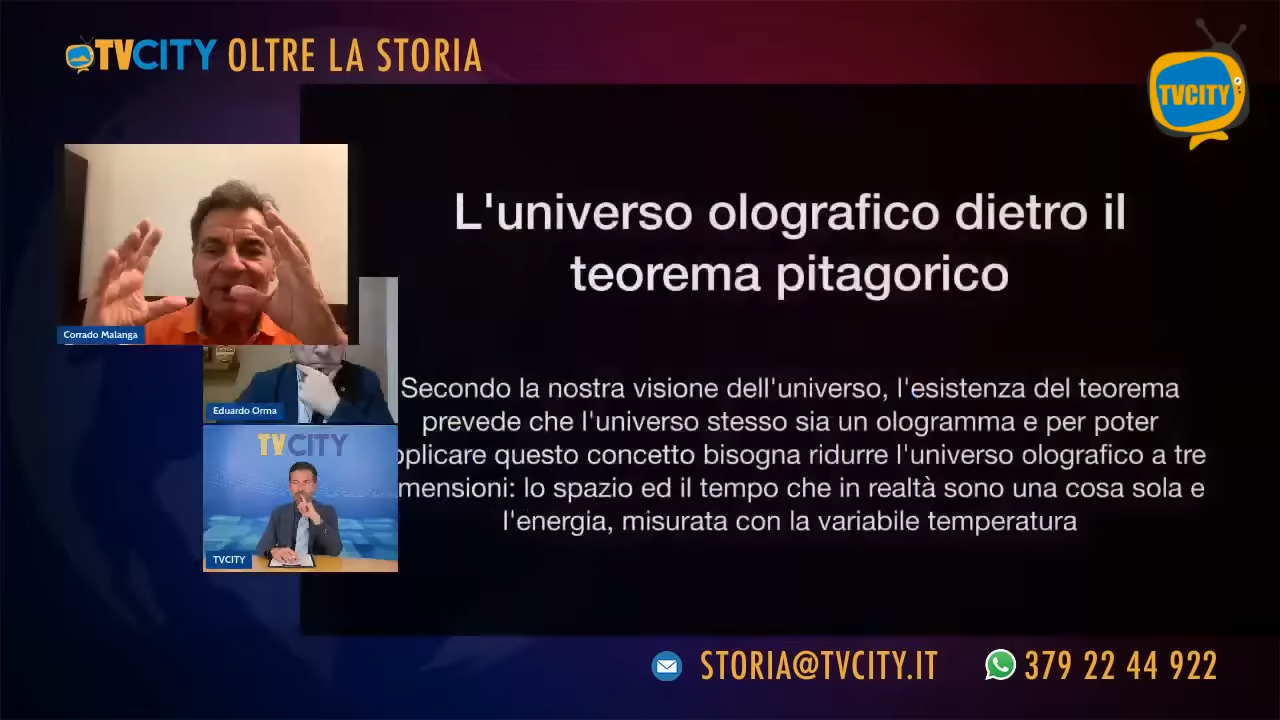 TVCITY OLTRE LA STORIA
TVCITY
L'universo olografico dietro il
teorema pitagorico
Corrado Malanga
Secondo la nostra visione dell'universo, l'esistenza del teorema
Eduardo Orma
prevede che l'universo stesso sia un ologramma e per poter
TVCITY
questo concetto bisogna ridurre l'universo olografico a tre
lo spazio ed il tempo che in realtà sono una cosa sola e
l'energia, misurata con la variabile temperatura
TVCITY
STORIA@TVCITY.IT 379 22 44 922